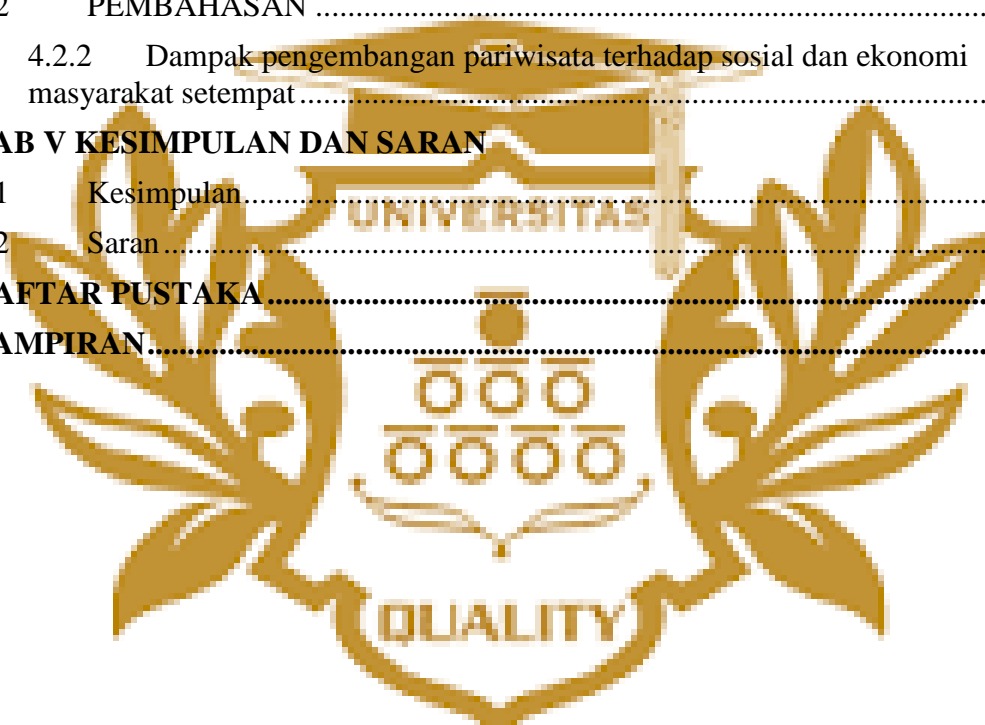 2 PEMBAHASAN ........................................................................
4.2.2 Dampak pengembangan pariwisata terhadap sosial dan ekonomi
masyarakat setempat ........................................................................
AB V KESIMPULAN DAN SARAN
1 Kesimpulan ........................................................................
UNIVERSITAS
2 Saran ........................................................................
AFTAR PUSTAKA ........................................................................
AMPIRAN ........................................................................
QUALITY